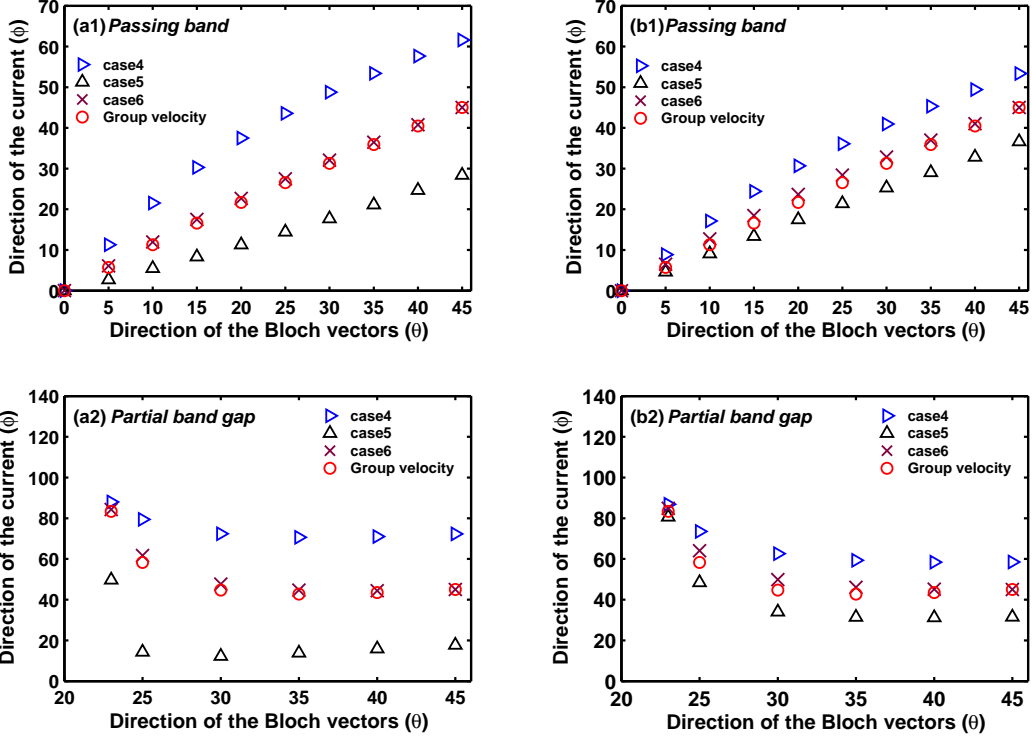 (a1) Passing band
case4
case5
case6
Group velocity
70
60
50
40
30
20
10
0
0 5 10 15 20 25 30 35 40 45
Direction of the current (ϕ)
Direction of the Bloch vectors (θ)
(b1) Passing band
case4
case5
case6
Group velocity
70
60
50
40
30
20
10
0
0 5 10 15 20 25 30 35 40 45
Direction of the current (ϕ)
Direction of the Bloch vectors (θ)
(a2) Partial band gap
case4
case5
case6
Group velocity
140
120
100
80
60
40
20
0
20 25 30 35 40 45
Direction of the current (ϕ)
Direction of the Bloch vectors (θ)
(b2) Partial band gap
case4
case5
case6
Group velocity
140
120
100
80
60
40
20
0
20 25 30 35 40 45
Direction of the current (ϕ)
Direction of the Bloch vectors (θ)